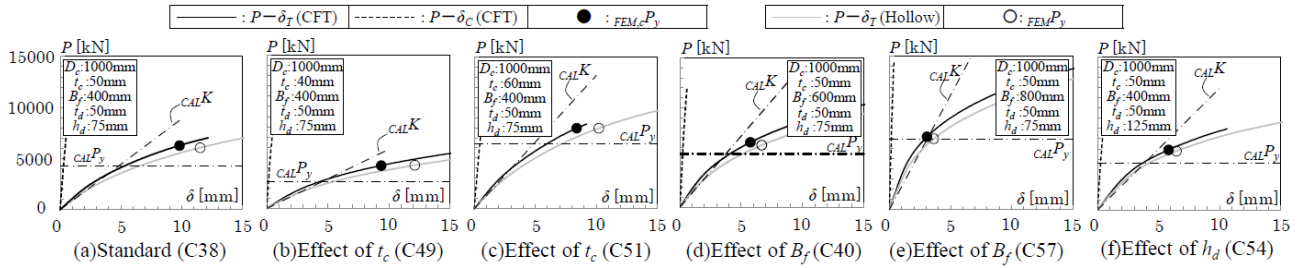 : P－δT (CFT) : P－δC (CFT) : FEM,cPy : P－δT (Hollow) : FEMPy
P [kN] P [kN] P [kN] P [kN] P [kN] P [kN]
15000
10000
5000
0
Dc:1000mm
tc:50mm
Bf:400mm
td:50mm
hd:75mm
CALK
CALPy
δ [mm]
0 5 10 15
(a)Standard (C38)
Dc:1000mm
tc:40mm
Bf:400mm
td:50mm
hd:75mm
CALK
CALPy
δ [mm]
0 5 10 15
(b)Effect of tc (C49)
Dc:1000mm
tc:60mm
Bf:400mm
td:50mm
hd:75mm
CALK
CALPy
δ [mm]
0 5 10 15
(c)Effect of tc (C51)
Dc:1000mm
tc:50mm
Bf:600mm
td:50mm
hd:75mm
CALK
CALPy
δ [mm]
0 5 10 15
(d)Effect of Bf (C40)
Dc:1000mm
tc:50mm
Bf:800mm
td:50mm
hd:75mm
CALK
CALPy
δ [mm]
0 5 10 15
(e)Effect of Bf (C57)
Dc:1000mm
tc:50mm
Bf:400mm
td:50mm
hd:125mm
CALK
CALPy
δ [mm]
0 5 10 15
(f)Effect of hd (C54)